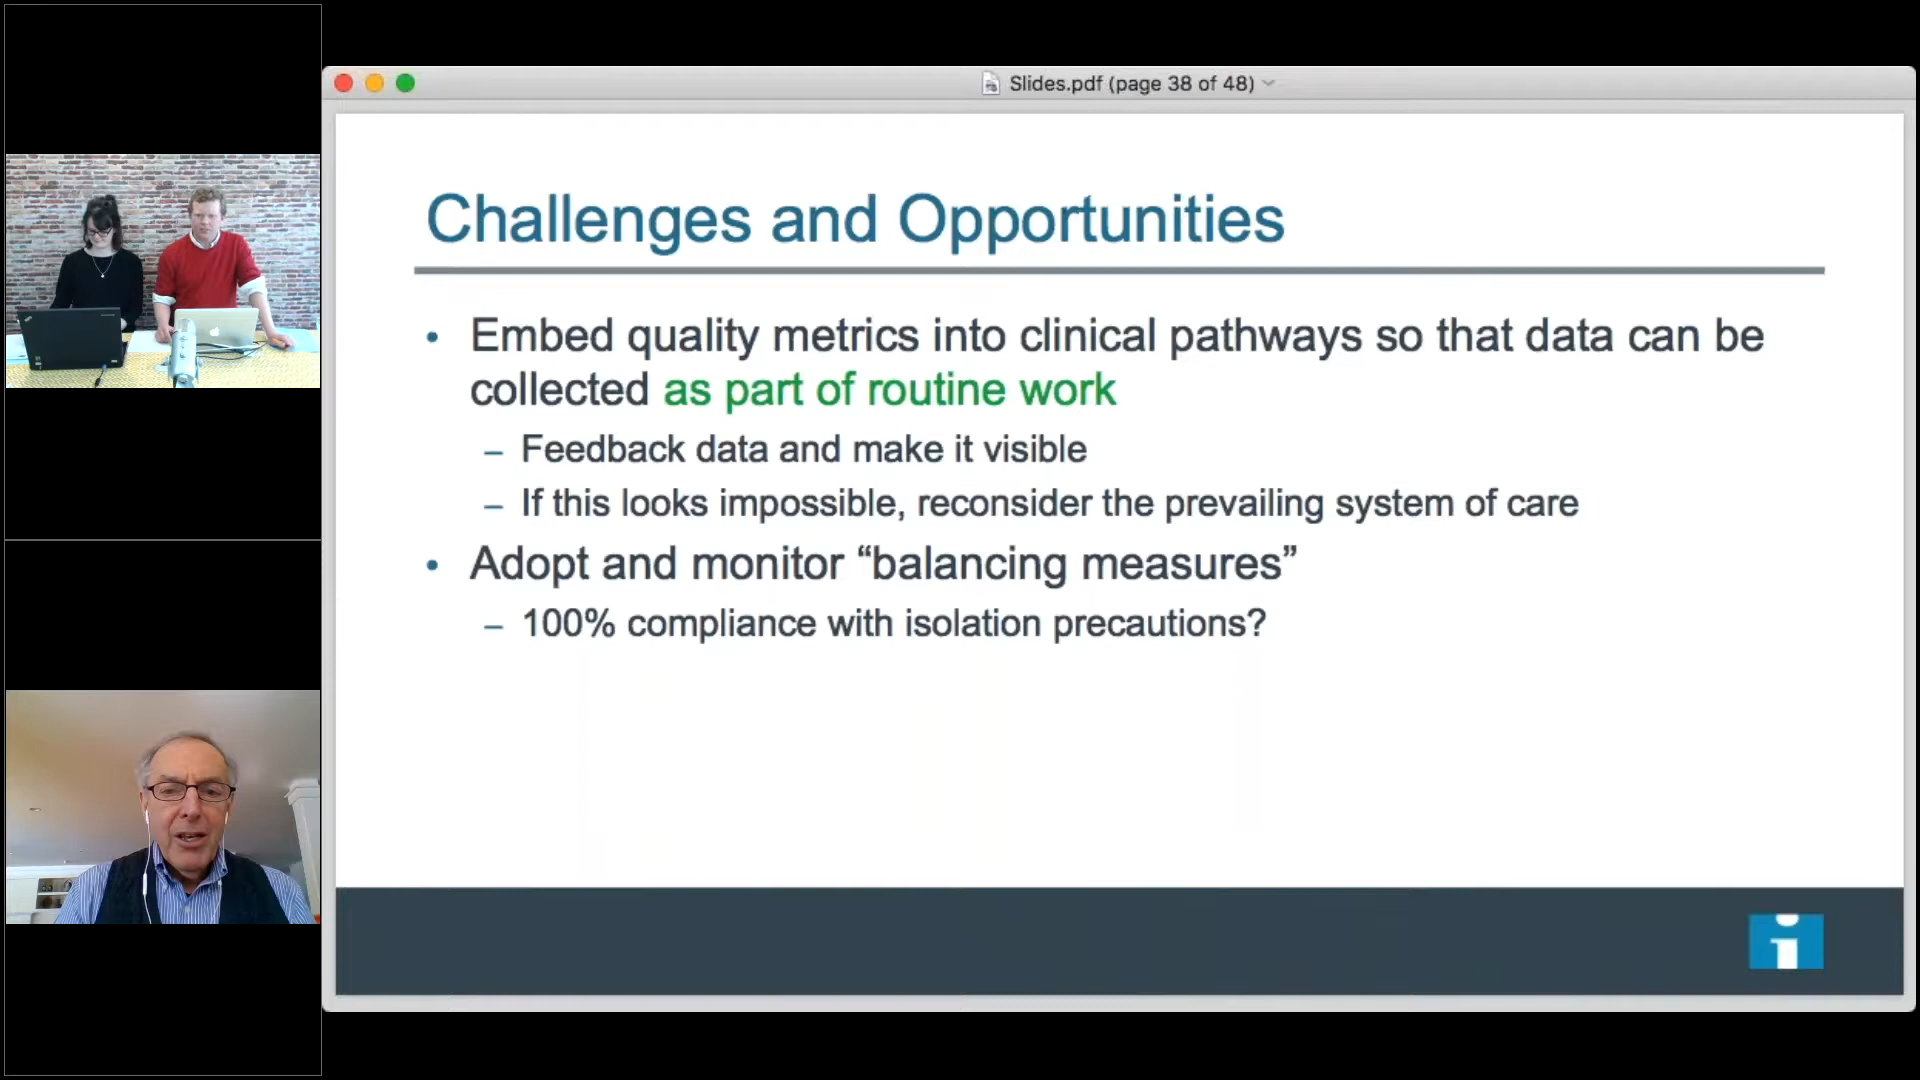 Slides.pdf (page 38 of 48)
Challenges and Opportunities
• Embed quality metrics into clinical pathways so that data can be
collected as part of routine work
– Feedback data and make it visible
– If this looks impossible, reconsider the prevailing system of care
• Adopt and monitor “balancing measures”
– 100% compliance with isolation precautions?
i